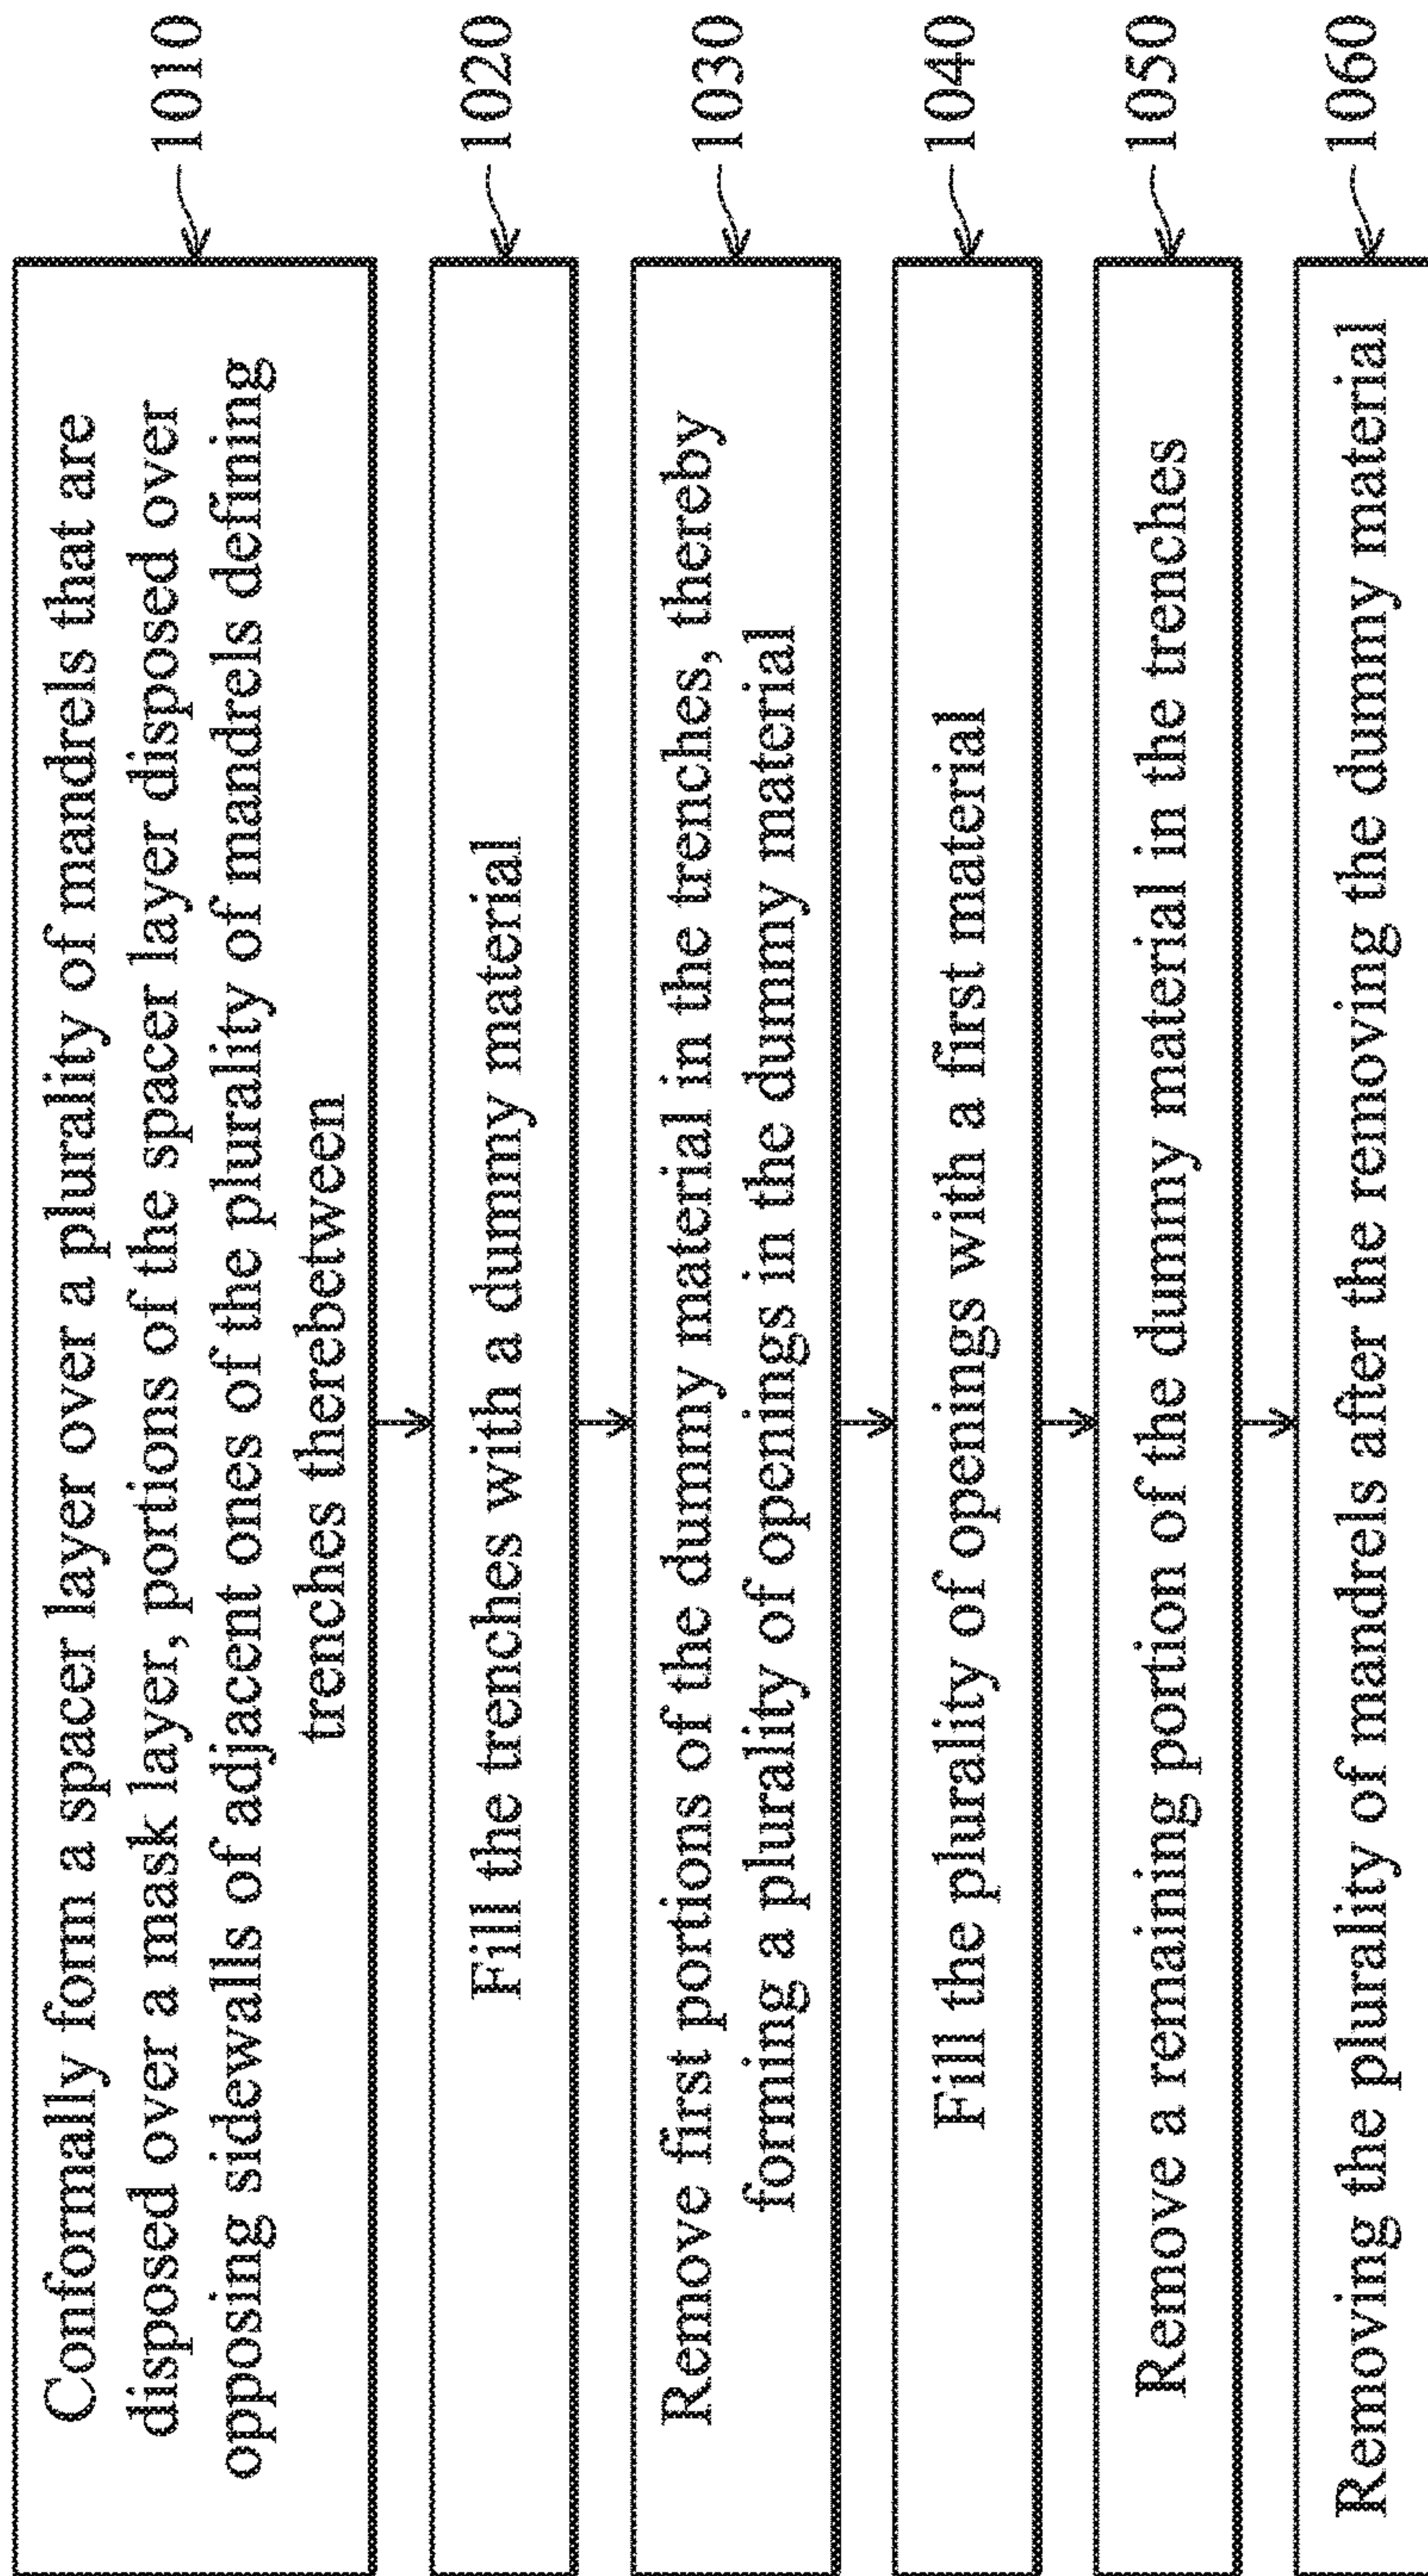 Conformally form a spacer layer over a plurality of mandrels that are
disposed over a mask layer, portions of the spacer layer disposed over
opposing sidewalls of adjacent ones of the plurality of mandrels defining
trenches therebetween
1010
Fill the trenches with a dummy material
1020
Remove first portions of the dummy material in the trenches, thereby
forming a plurality of openings in the dummy material
1030
Fill the plurality of openings with a first material
1040
Remove a remaining portion of the dummy material in the trenches
1050
Removing the plurality of mandrels after the removing the dummy material
1060